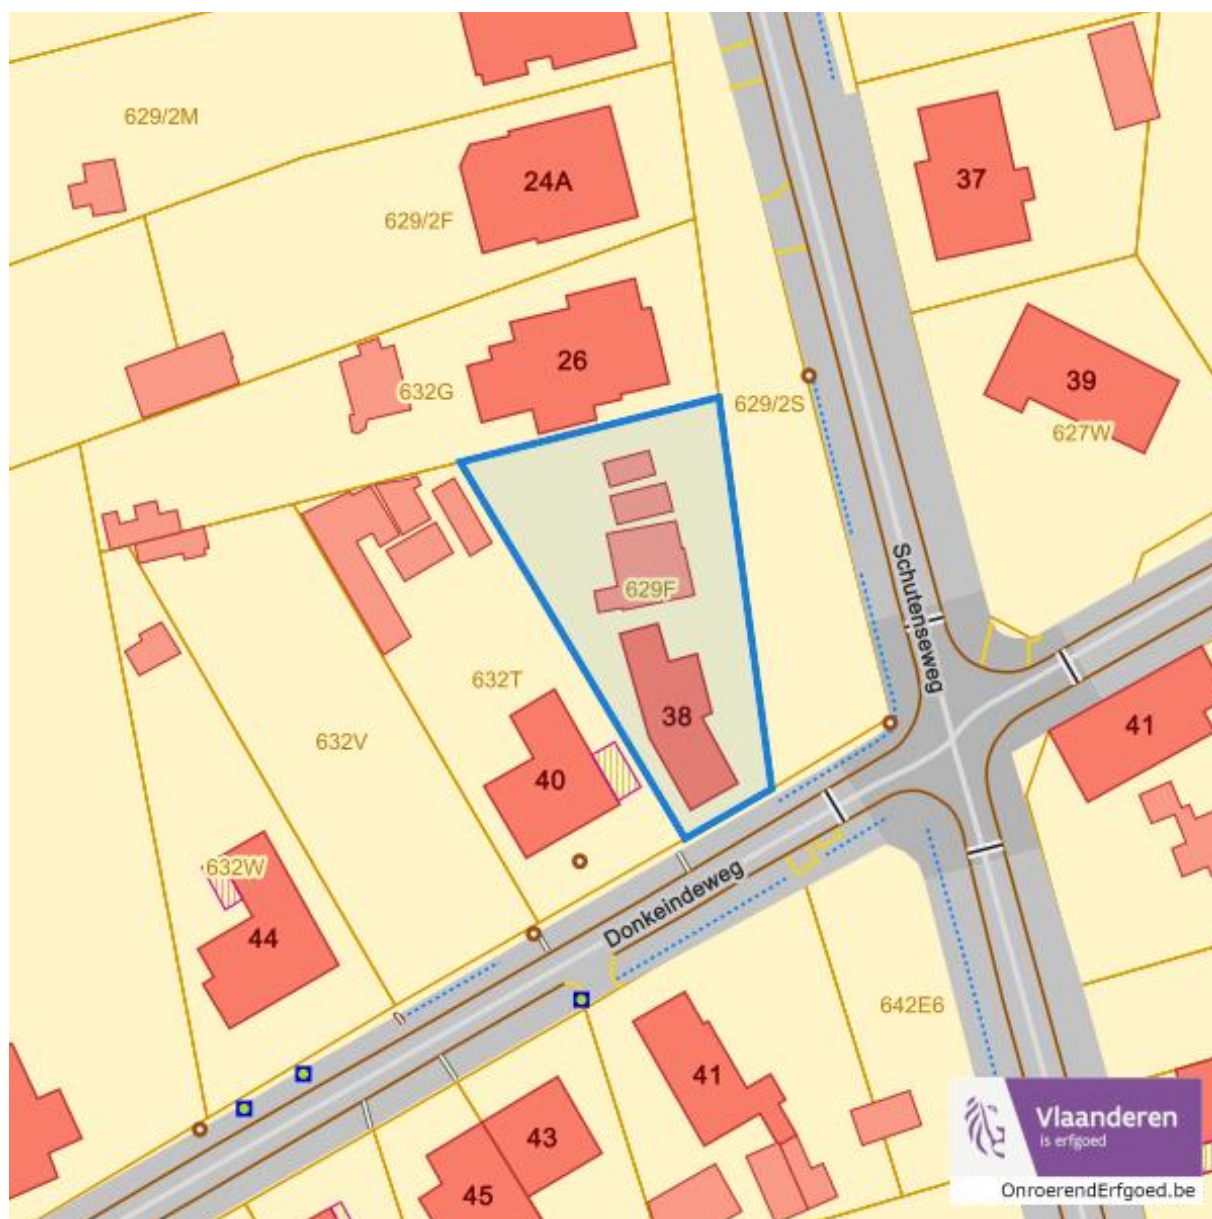 629/2M
24A
37
629/2F
26
39
632G
629/2S
627W
629F
Schutenseweg
632T
38
41
632V
40
632W
44
Donkeindeweg
642E6
41
43
45
Vlaanderen
is erfgoed
OnroerendErfgoed.be